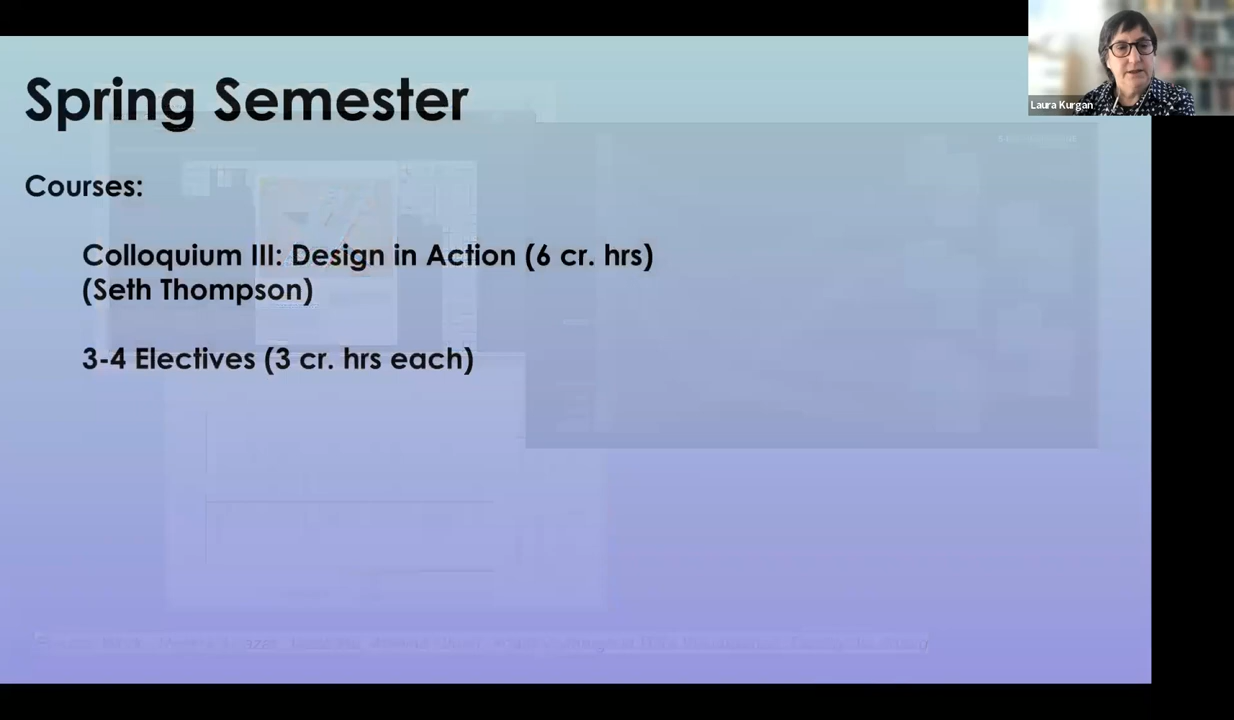 Spring Semester
Laura Kurgan
Courses:
Colloquium III: Design in Action (6 cr. hrs)
(Seth Thompson)
3-4 Electives (3 cr. hrs each)